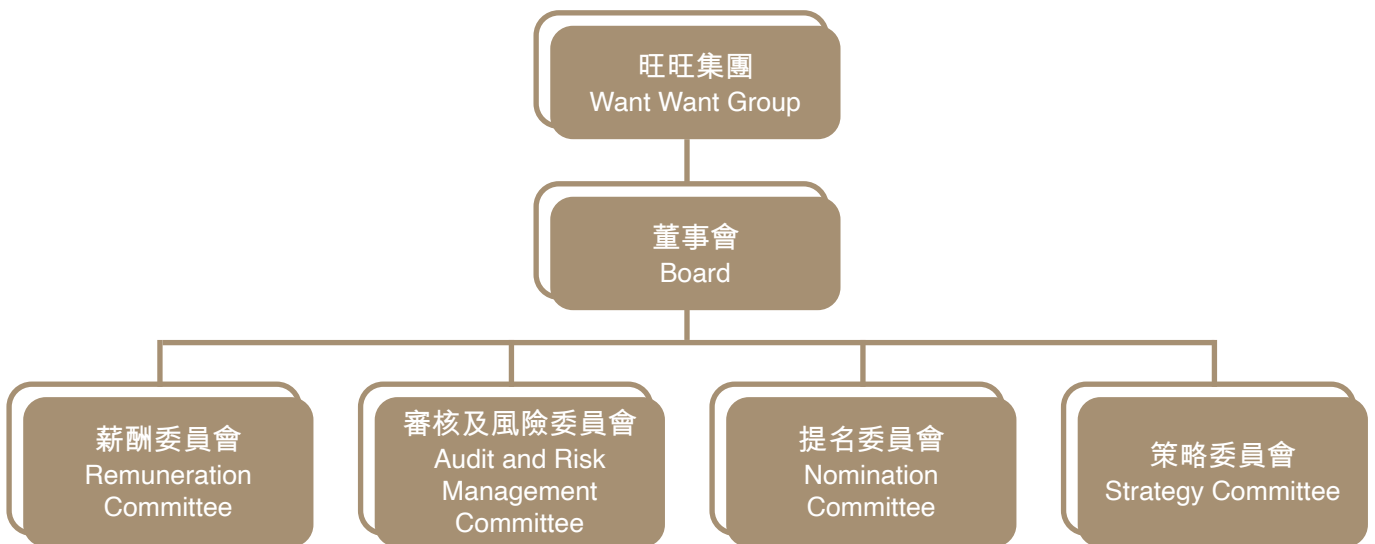 旺旺集團
Want Want Group
董事會
Board
薪酬委員會
Remuneration
Committee
審核及風險委員會
Audit and Risk
Management
Committee
提名委員會
Nomination
Committee
策略委員會
Strategy Committee